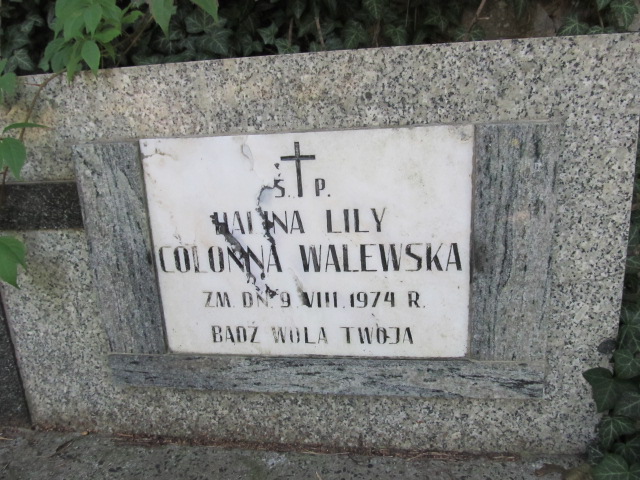 Ś. P.
HALINA LILY
COLONNA WALEWSKA
ZM. DN. 9. VIII. 1974 R.
BĄDŹ WOLA TWOJA